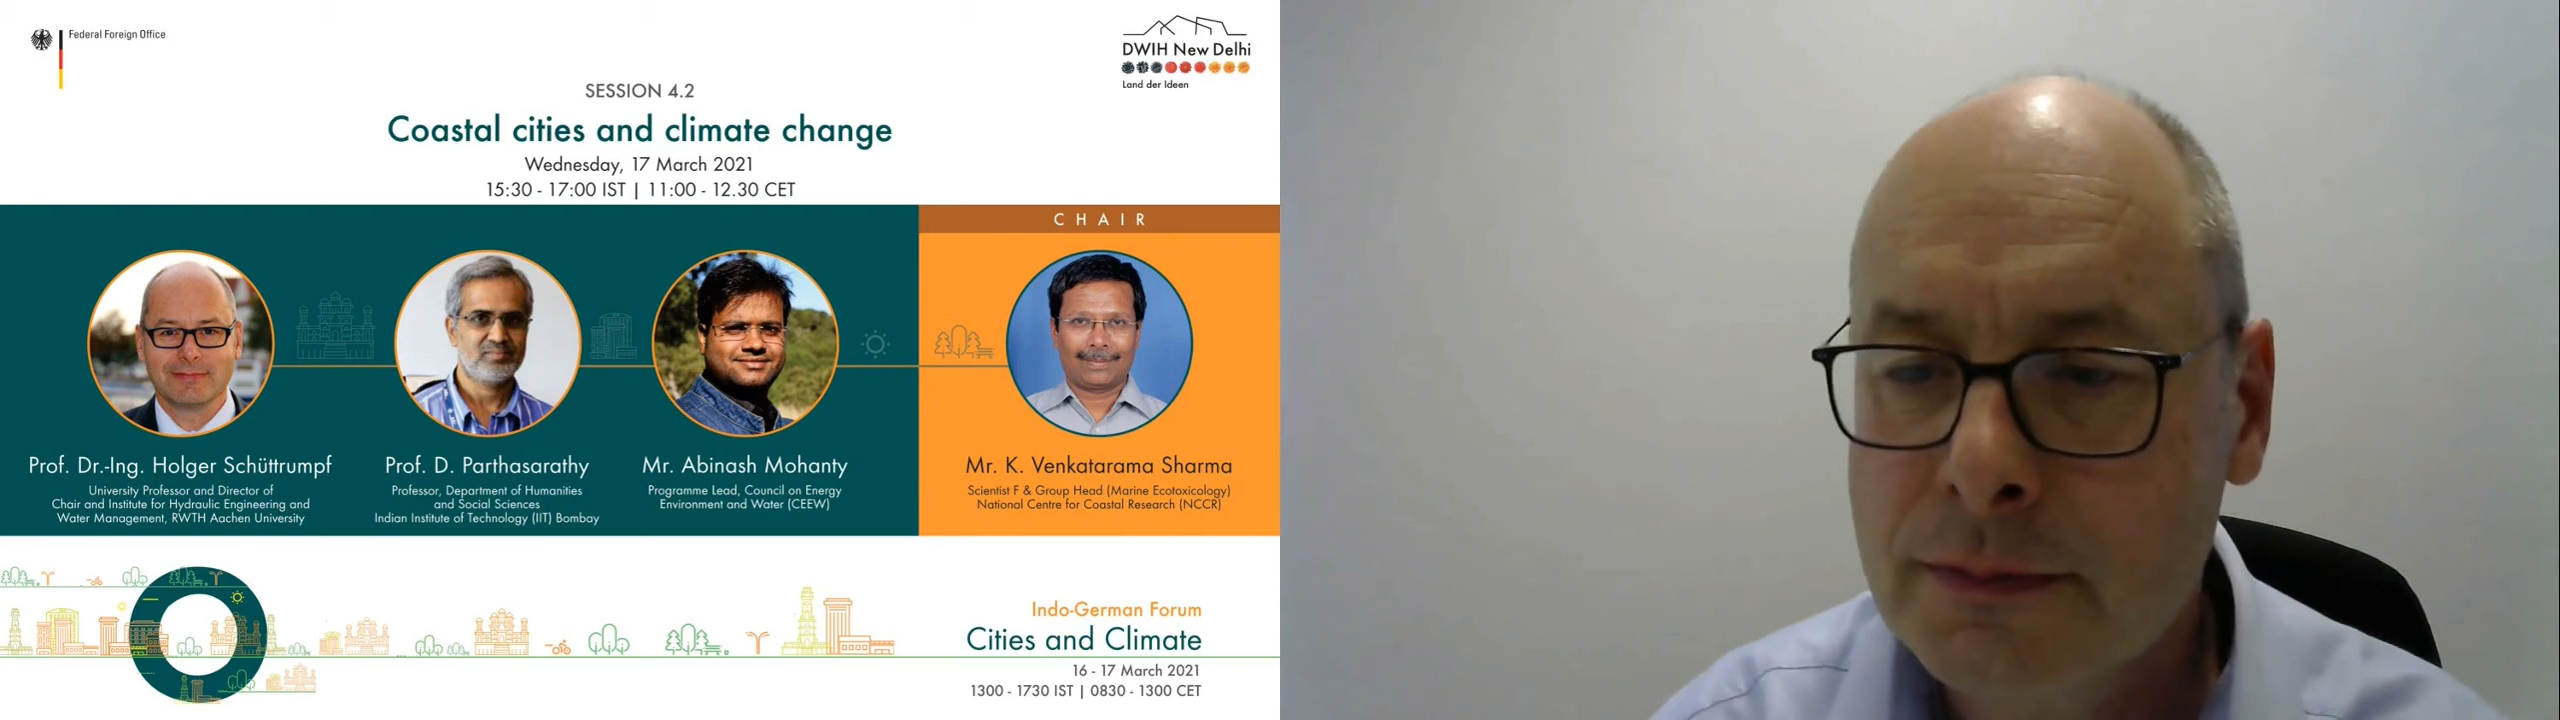 Federal Foreign Office
DWIH New Delhi
Land der Ideen
SESSION 4.2
Coastal cities and climate change
Wednesday, 17 March 2021
15:30 - 17:00 IST | 11:00 - 12.30 CET
CHAIR
Prof. Dr.-Ing. Holger Schüttrumpf
University Professor and Director of
Chair and Institute for Hydraulic Engineering and
Water Management, RWTH Aachen University
Prof. D. Parthasarathy
Professor, Department of Humanities
and Social Sciences
Indian Institute of Technology (IIT) Bombay
Mr. Abinash Mohanty
Programme Lead, Council on Energy
Environment and Water (CEEW)
Mr. K. Venkatarama Sharma
Scientist F & Group Head (Marine Ecotoxicology)
National Centre for Coastal Research (NCCR)
Indo-German Forum
Cities and Climate
16 - 17 March 2021
1300 - 1730 IST | 0830 - 1300 CET